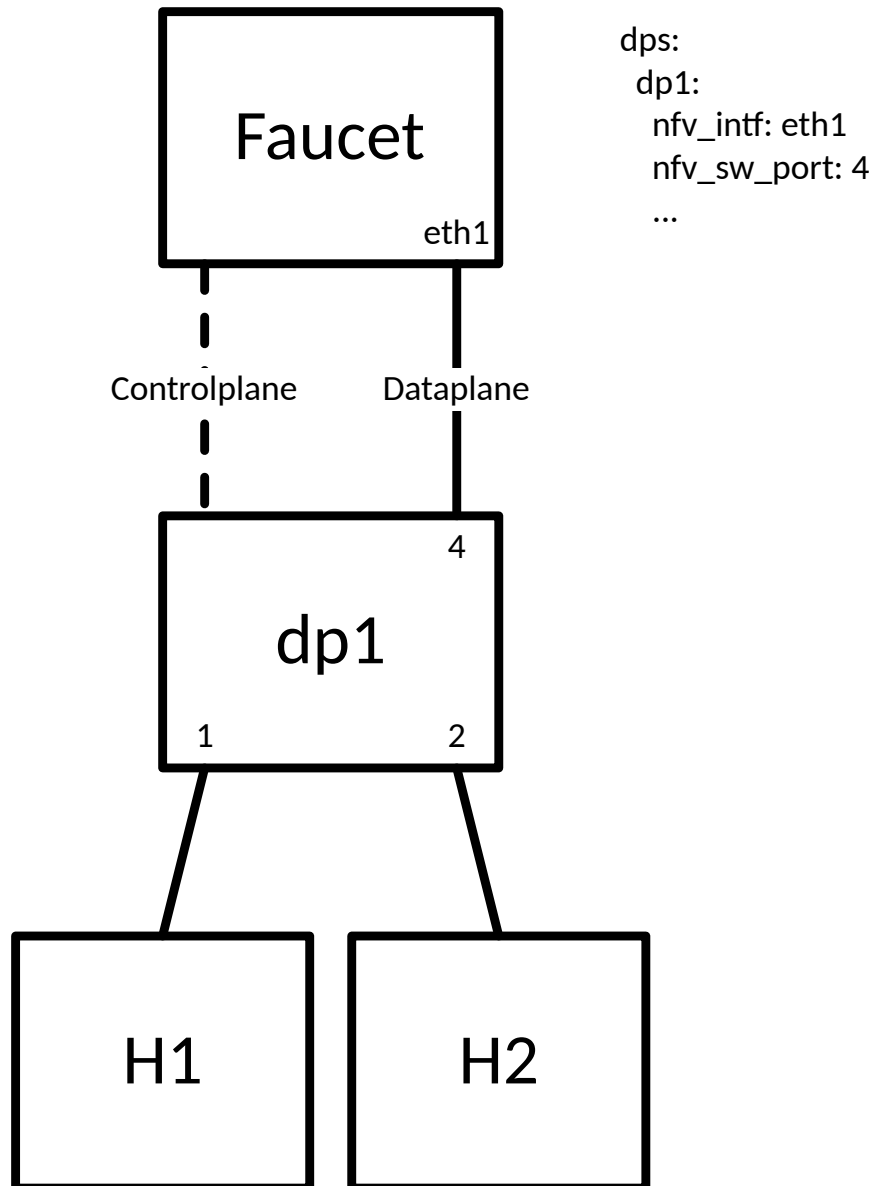 Faucet
eth1
dps:
dp1:
nfv_intf: eth1
nfv_sw_port: 4
...
Controlplane
Dataplane
4
dp1
1
2
H1
H2